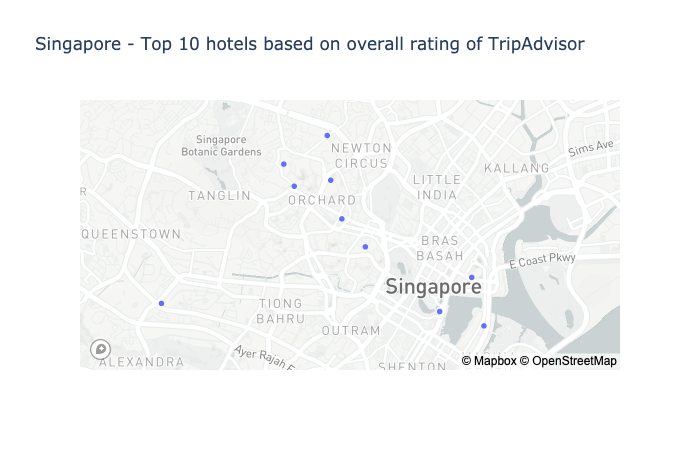 Singapore - Top 10 hotels based on overall rating of TripAdvisor
Singapore
Botanic Gardens
NEWTON
CIRCUS
Sims Ave
KALLANG
LITTLE
INDIA
TANGLIN
ORCHARD
QUEENSTOWN
BRAS
BASAH
E Coast Pkwy
Singapore
TIONG
BAHRU
OUTRAM
Ayer Rajah E
ALEXANDRA
SHENTON
© Mapbox © OpenStreetMap